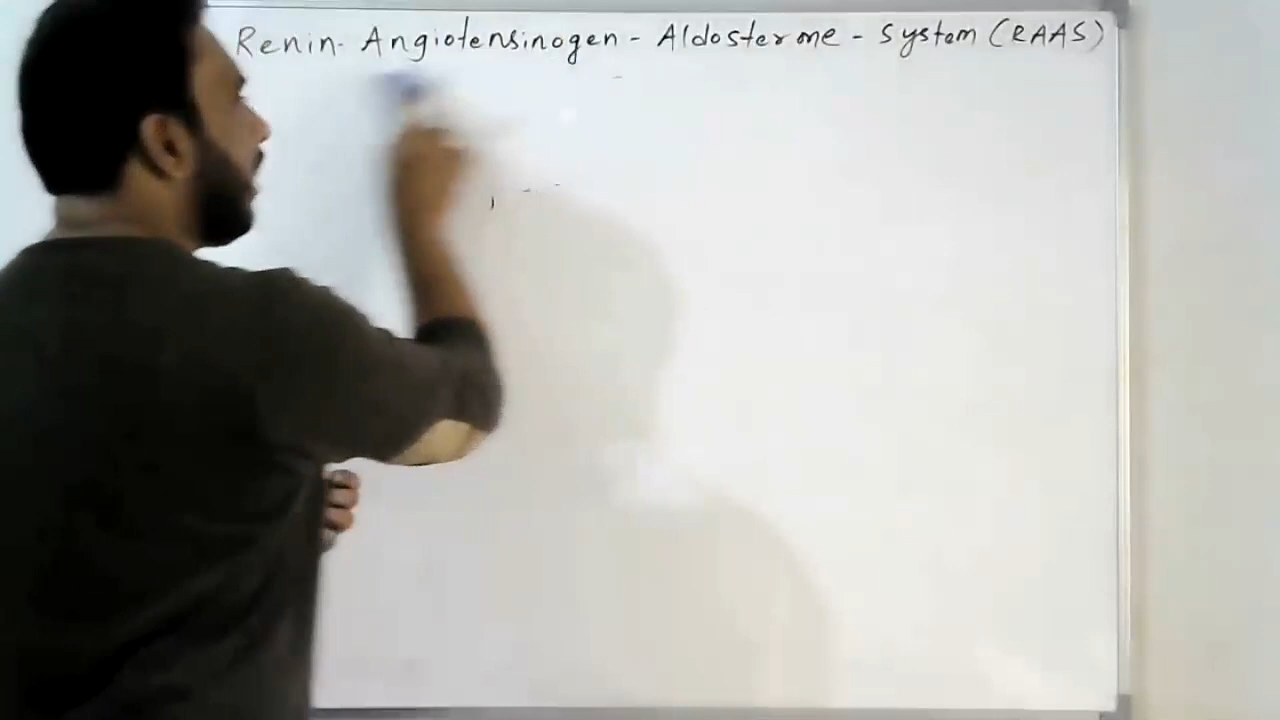 Renin- Angiotensinogen - Aldosterone - System (RAAS)